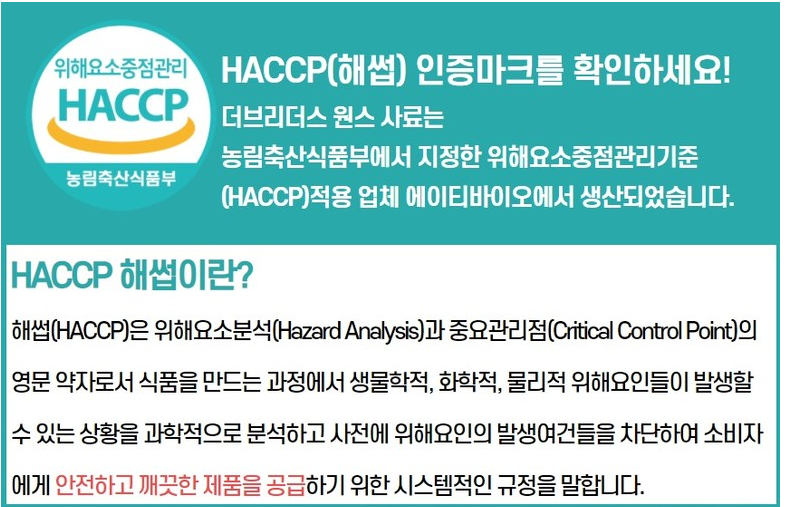 위해요소중점관리
HACCP
농림축산식품부
HACCP(해썹) 인증마크를 확인하세요!
더브리더스 원스 사료는
농림축산식품부에서 지정한 위해요소중점관리기준
(HACCP)적용 업체 에이티바이오에서 생산되었습니다.
HACCP 해썹이란?
해썹(HACCP)은 위해요소분석(Hazard Analysis)과 중요관리점(Critical Control Point)의
영문 약자로서 식품을 만드는 과정에서 생물학적, 화학적, 물리적 위해요인들이 발생할
수 있는 상황을 과학적으로 분석하고 사전에 위해요인의 발생여건들을 차단하여 소비자
에게 안전하고 깨끗한 제품을 공급하기 위한 시스템적인 규정을 말합니다.